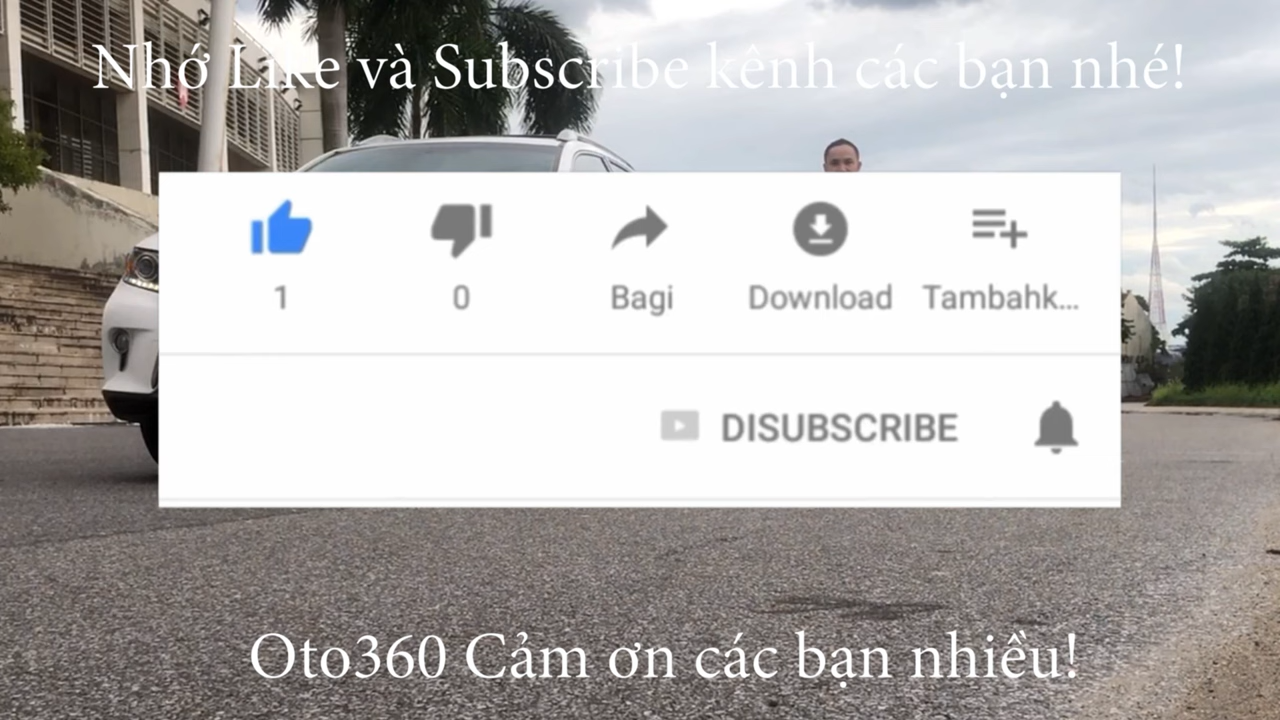 Nhớ Like và Subscribe kênh các bạn nhé!
1 0 Bagi Download Tambahk...
DISUBSCRIBE
Oto360 Cảm ơn các bạn nhiều!